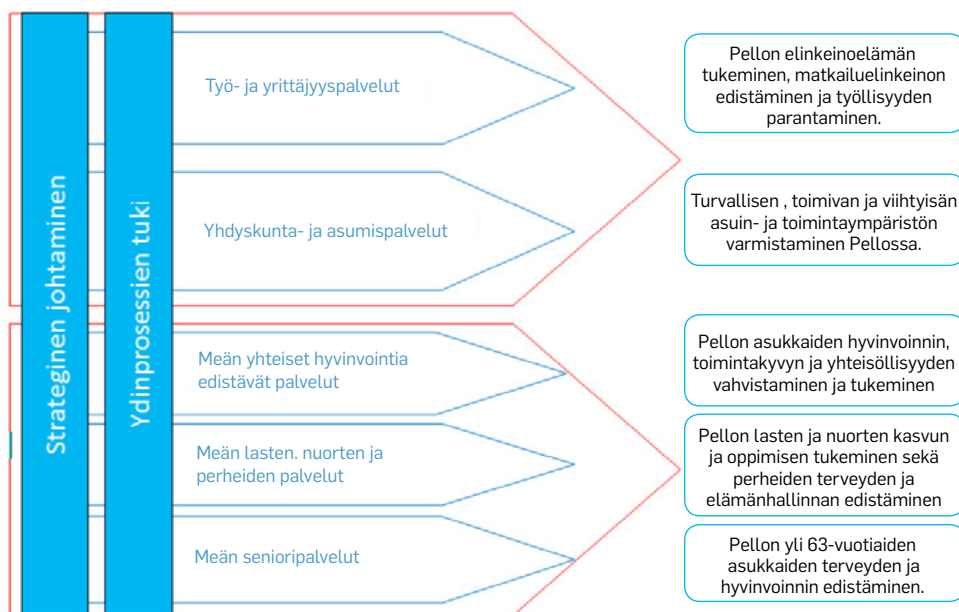 Strateginen johtaminen
Ydinprosessien tuki
Työ- ja yrittäjyyspalvelut
Pellon elinkeinoelämän
tukeminen, matkailuelinkeinon
edistäminen ja työllisyyden
parantaminen.
Yhdyskunta- ja asumispalvelut
Turvallisen , toimivan ja viihtyisän
asuin- ja toimintaympäristön
varmistaminen Pellossa.
Meän yhteiset hyvinvointia
edistävät palvelut
Pellon asukkaiden hyvinvoinnin,
toimintakyvyn ja yhteisöllisyyden
vahvistaminen ja tukeminen
Meän lasten. nuorten ja
perheiden palvelut
Pellon lasten ja nuorten kasvun
ja oppimisen tukeminen sekä
perheiden terveyden ja
elämänhallinnan edistäminen
Meän senioripalvelut
Pellon yli 63-vuotiaiden
asukkaiden terveyden ja
hyvinvoinnin edistäminen.